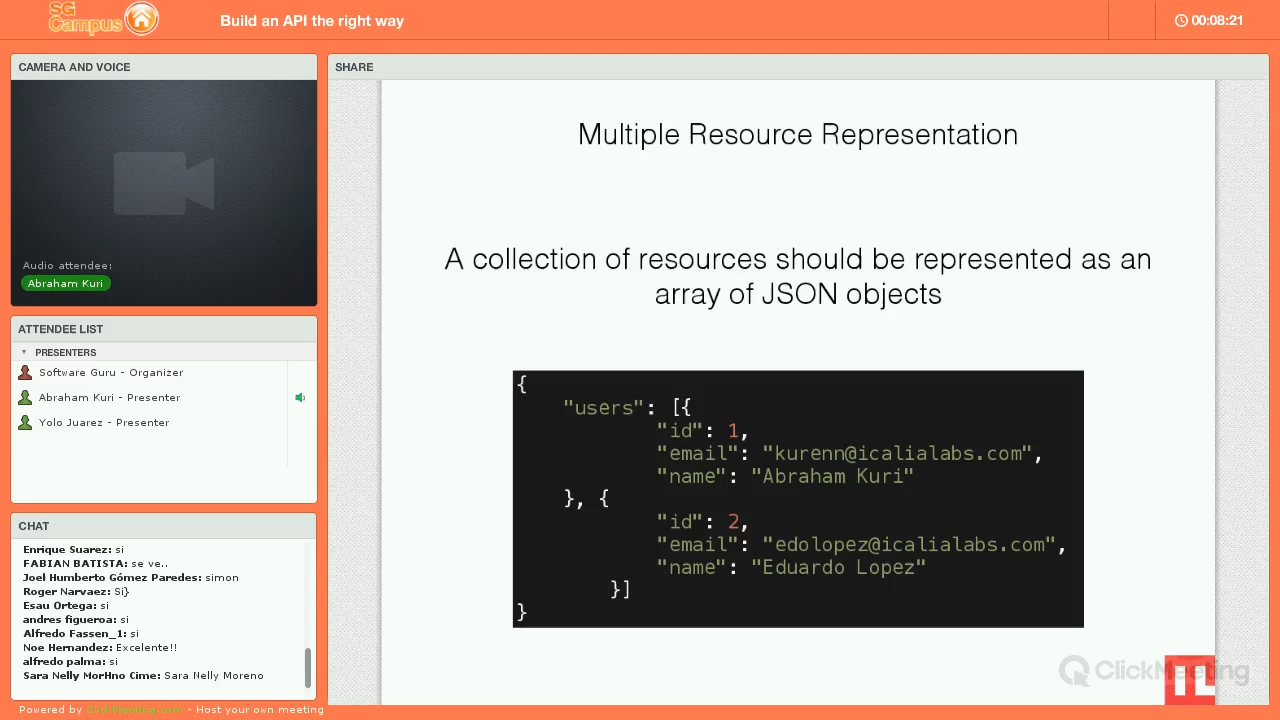 SG
Campus
Build an API the right way
00:08:21
CAMERA AND VOICE
Audio attendee:
Abraham Kuri
ATTENDEE LIST
PRESENTERS
Software Guru - Organizer
Abraham Kuri - Presenter
Yolo Juarez - Presenter
CHAT
Enrique Suarez: si
FABIAN BATISTA: se ve..
Joel Humberto Gómez Paredes: simon
Roger Narvaez: Si}
Esau Ortega: si
andres figueroa: si
Alfredo Fassen_1: si
Noe Hernandez: Excelente!!
alfredo palma: si
Sara Nelly MorHno Cime: Sara Nelly Moreno
Powered by ClickMeeting.com - Host your own meeting
SHARE
Multiple Resource Representation
A collection of resources should be represented as an
array of JSON objects
{
"users": [{
"id": 1,
"email": "kurenn@icalialabs.com",
"name": "Abraham Kuri"
}, {
"id": 2,
"email": "edolopez@icalialabs.com",
"name": "Eduardo Lopez"
}]
}
ClickMeeting